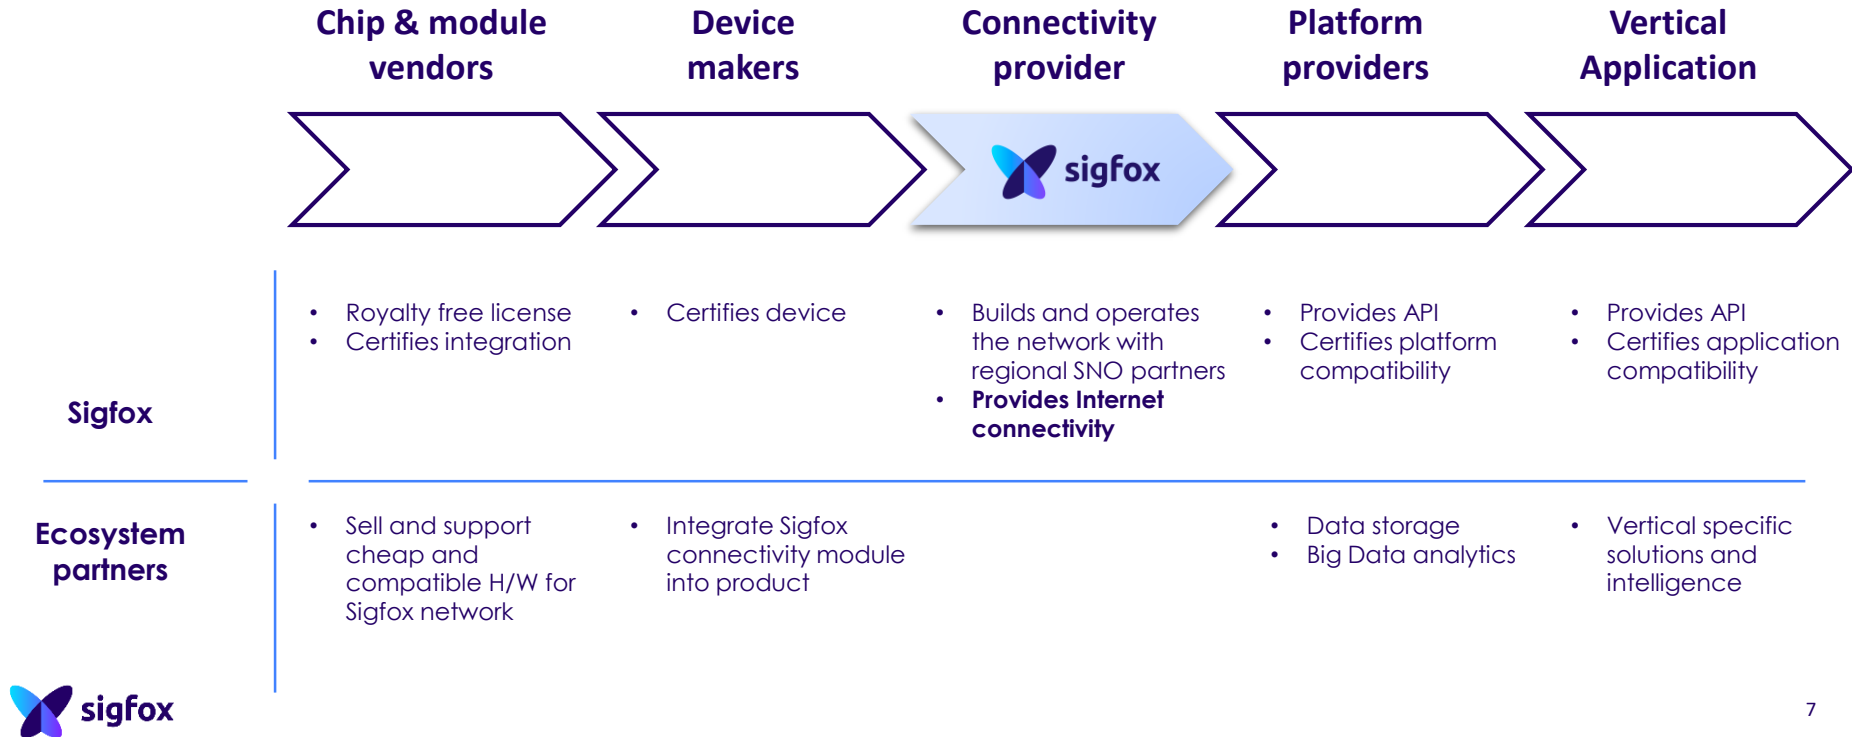 Chip & module
vendors
Device
makers
Connectivity
provider
Platform
providers
Vertical
Application
sigfox
Sigfox
• Royalty free license
• Certifies integration
• Certifies device
• Builds and operates
the network with
regional SNO partners
• Provides Internet
connectivity
• Provides API
• Certifies platform
compatibility
• Provides API
• Certifies application
compatibility
Ecosystem
partners
• Sell and support
cheap and
compatible H/W for
Sigfox network
• Integrate Sigfox
connectivity module
into product
• Data storage
• Big Data analytics
• Vertical specific
solutions and
intelligence
sigfox
7